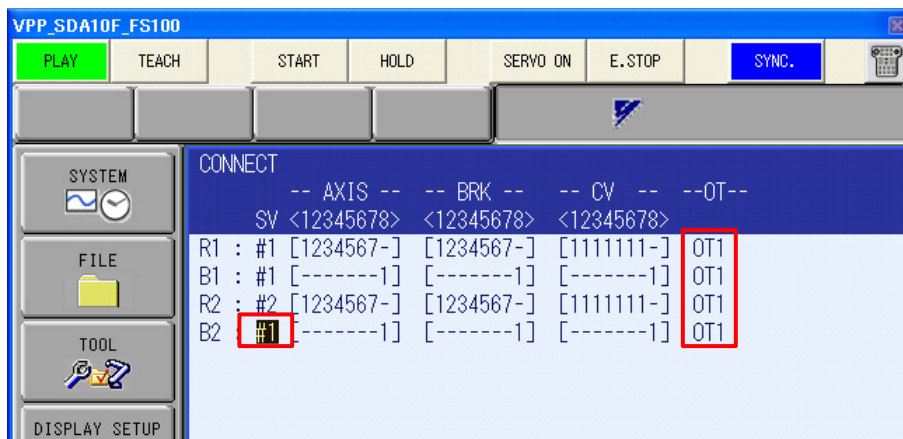 VPP_SDA10F_FS100
PLAY TEACH START HOLD SERVO ON E.STOP SYNC.
SYSTEM
FILE
TOOL
DISPLAY SETUP
CONNECT
-- AXIS -- -- BRK -- -- CV -- --OT--
SV <12345678> <12345678> <12345678>
R1 : #1 [1234567-] [1234567-] [1111111-] OT1
B1 : #1 [-------1] [-------1] [-------1] OT1
R2 : #2 [1234567-] [1234567-] [1111111-] OT1
B2 : #1 [-------1] [-------1] [-------1] OT1